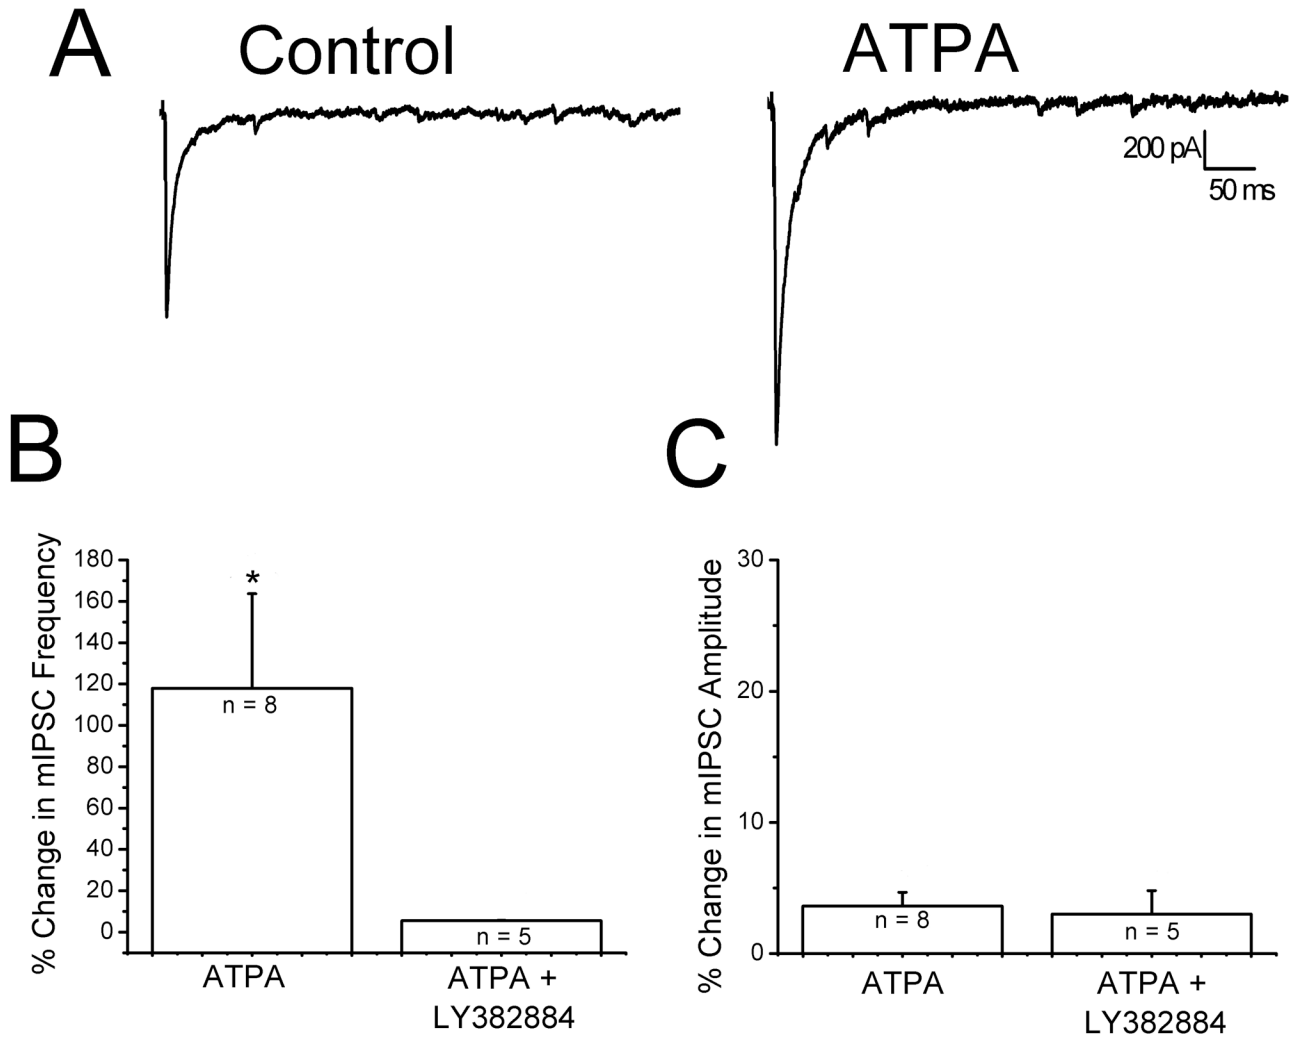 A
Control
ATPA
200 pA
50 ms
B
% Change in mIPSC Frequency
180
160
140
120
100
80
60
40
20
0
*
n = 8
n = 5
ATPA
ATPA +
LY382884
C
% Change in mIPSC Amplitude
30
20
10
0
n = 8
n = 5
ATPA
ATPA +
LY382884